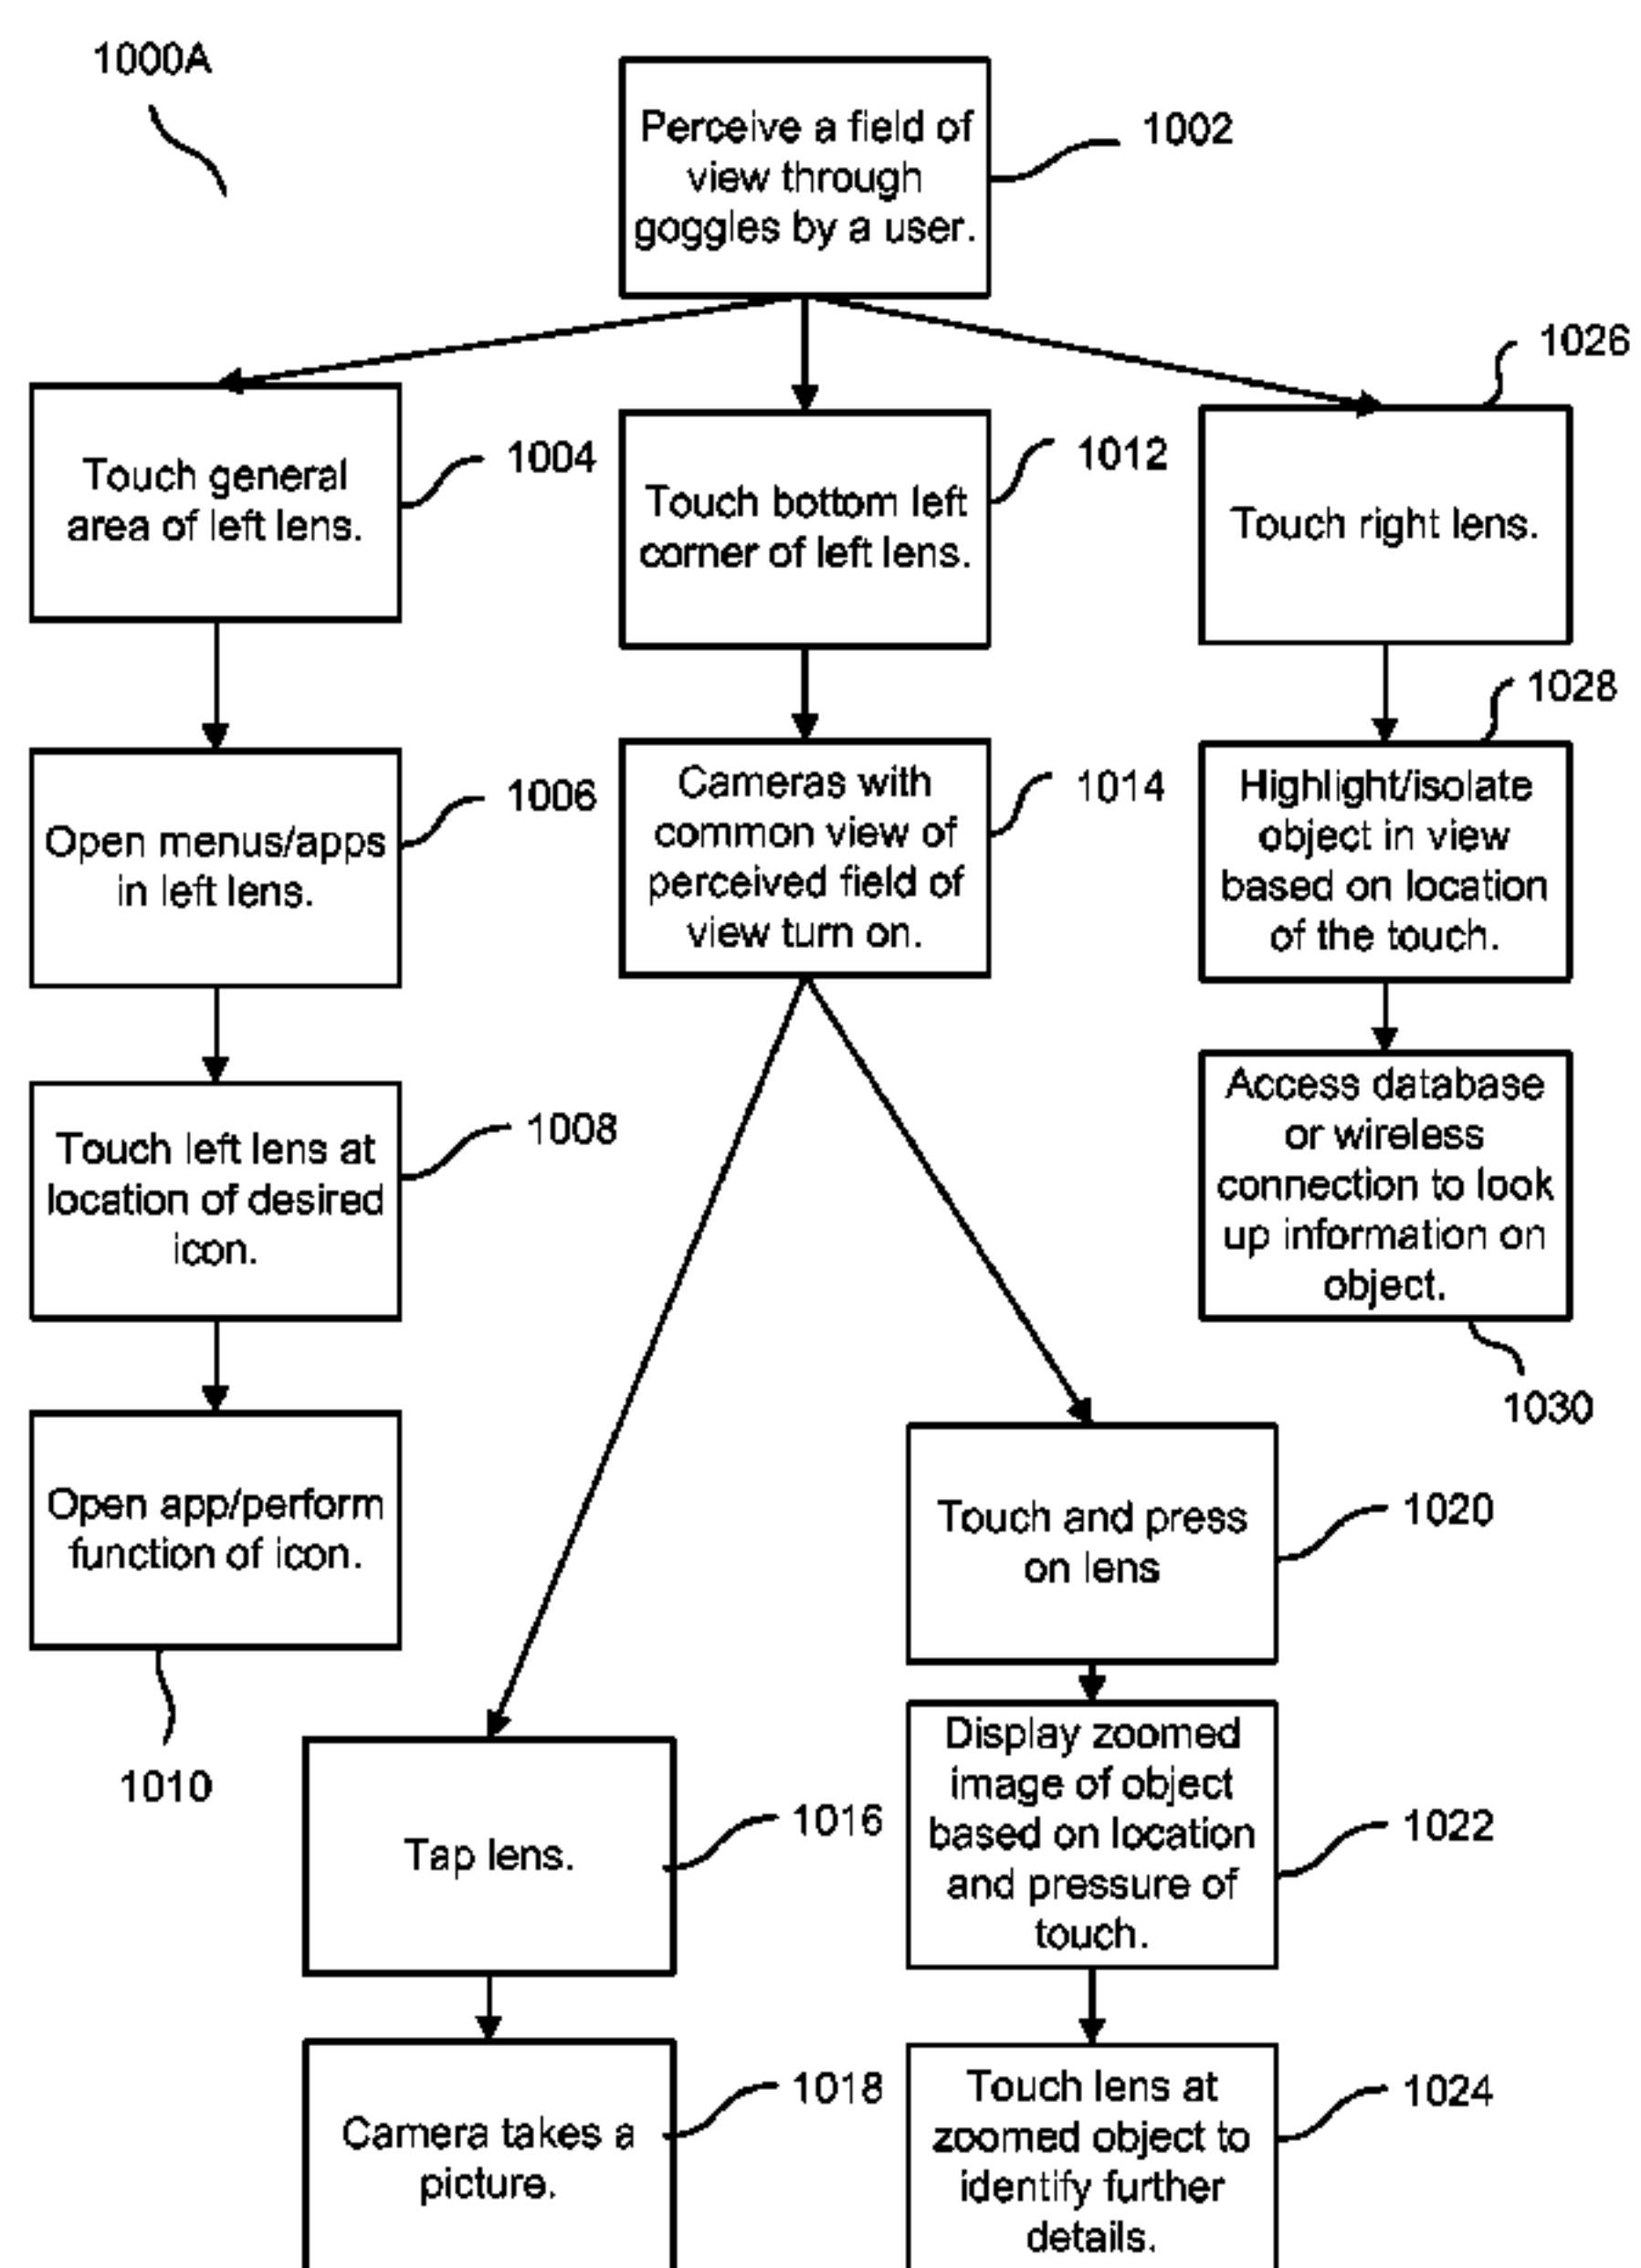 1000A
Perceive a field of
view through
goggles by a user.
1002
Touch general
area of left lens.
1004
Open menus/apps
in left lens.
1006
Touch left lens at
location of desired
icon.
1008
Open app/perform
function of icon.
1010
Touch bottom left
corner of left lens.
1012
Cameras with
common view of
perceived field of
view turn on.
1014
Tap lens.
1016
Camera takes a
picture.
1018
Touch and press
on lens
1020
Display zoomed
image of object
based on location
and pressure of
touch.
1022
Touch lens at
zoomed object to
identify further
details.
1024
1026
Touch right lens.
1028
Highlight/isolate
object in view
based on location
of the touch.
Access database
or wireless
connection to look
up information on
object.
1030